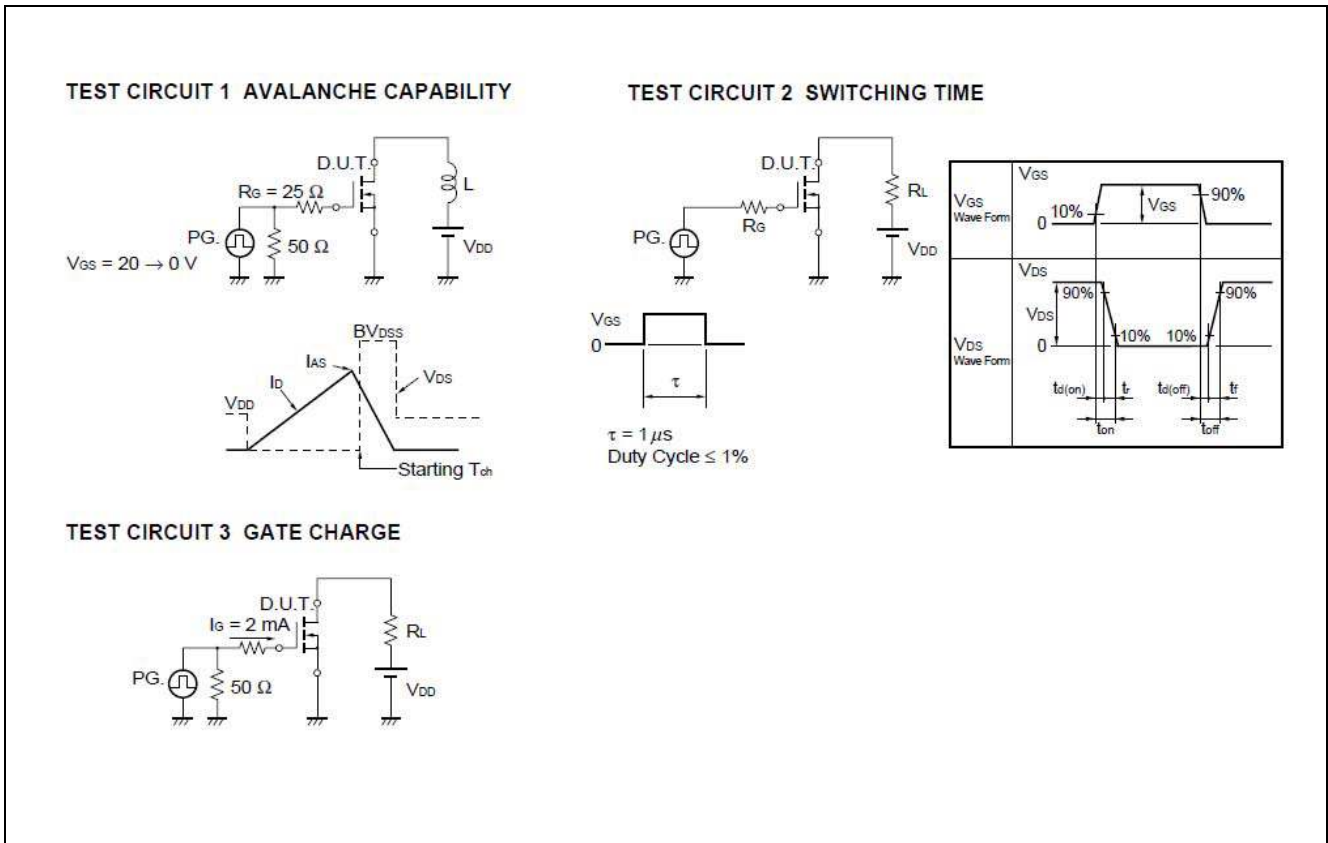 TEST CIRCUIT 1 AVALANCHE CAPABILITY
D.U.T.
RG = 25 Ω
L
PG.
50 Ω
VDD
VGS = 20 → 0 V
BVDSS
IAS
ID
VDS
VDD
Starting Tch
TEST CIRCUIT 2 SWITCHING TIME
D.U.T.
RL
RG
PG.
VDD
VGS
0
τ
τ = 1 μs
Duty Cycle ≤ 1%
VGS
Wave Form
VGS
10%
VGS
90%
0
VDS
Wave Form
VDS
90%
90%
VDS
10%
10%
0
td(on)
tr
td(off)
tf
ton
toff
TEST CIRCUIT 3 GATE CHARGE
D.U.T.
IG = 2 mA
RL
PG.
50 Ω
VDD